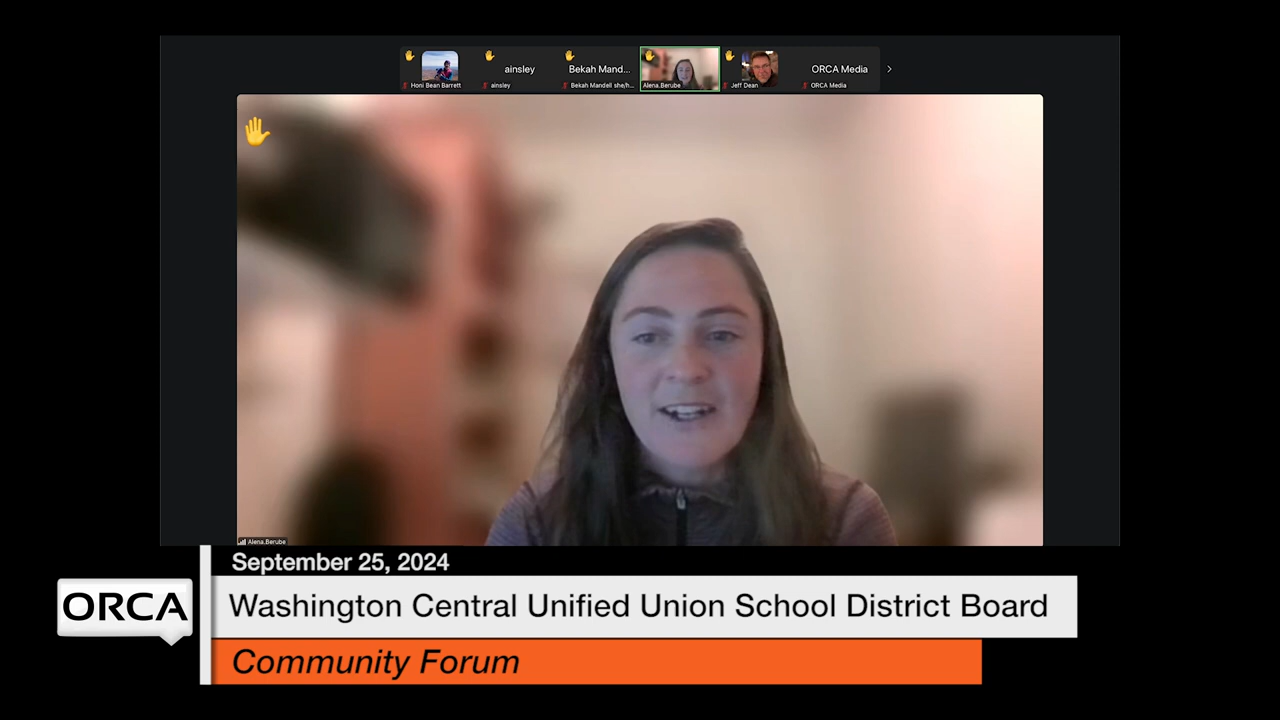 ainsley
Bekah Mand...
ORCA Media
Honi Bean Barrett
ainsley
Bekah Mandell she/h...
Alena.Berube
Jeff Dean
ORCA Media
Alena.Berube
September 25, 2024
ORCA
Washington Central Unified Union School District Board
Community Forum